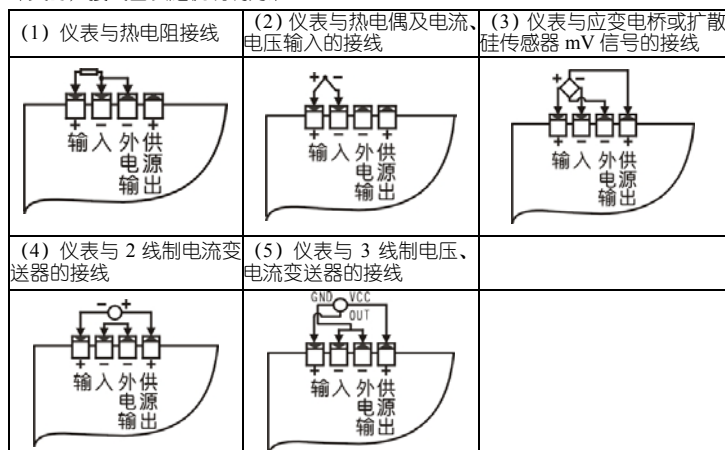 (1) 仪表与热电阻接线
(2) 仪表与热电偶及电流、
电压输入的接线
(3) 仪表与应变电桥或扩散
硅传感器 mV 信号的接线
+ − − +
输入 外供
电源
输出
+ −
+ − − +
输入 外供
电源
输出
+ −
+ − − +
输入 外供
电源
输出
(4) 仪表与 2 线制电流变
送器的接线
(5) 仪表与 3 线制电压、
电流变送器的接线
− +
+ − − +
输入 外供
电源
输出
GND VCC
OUT
+ − − +
输入 外供
电源
输出